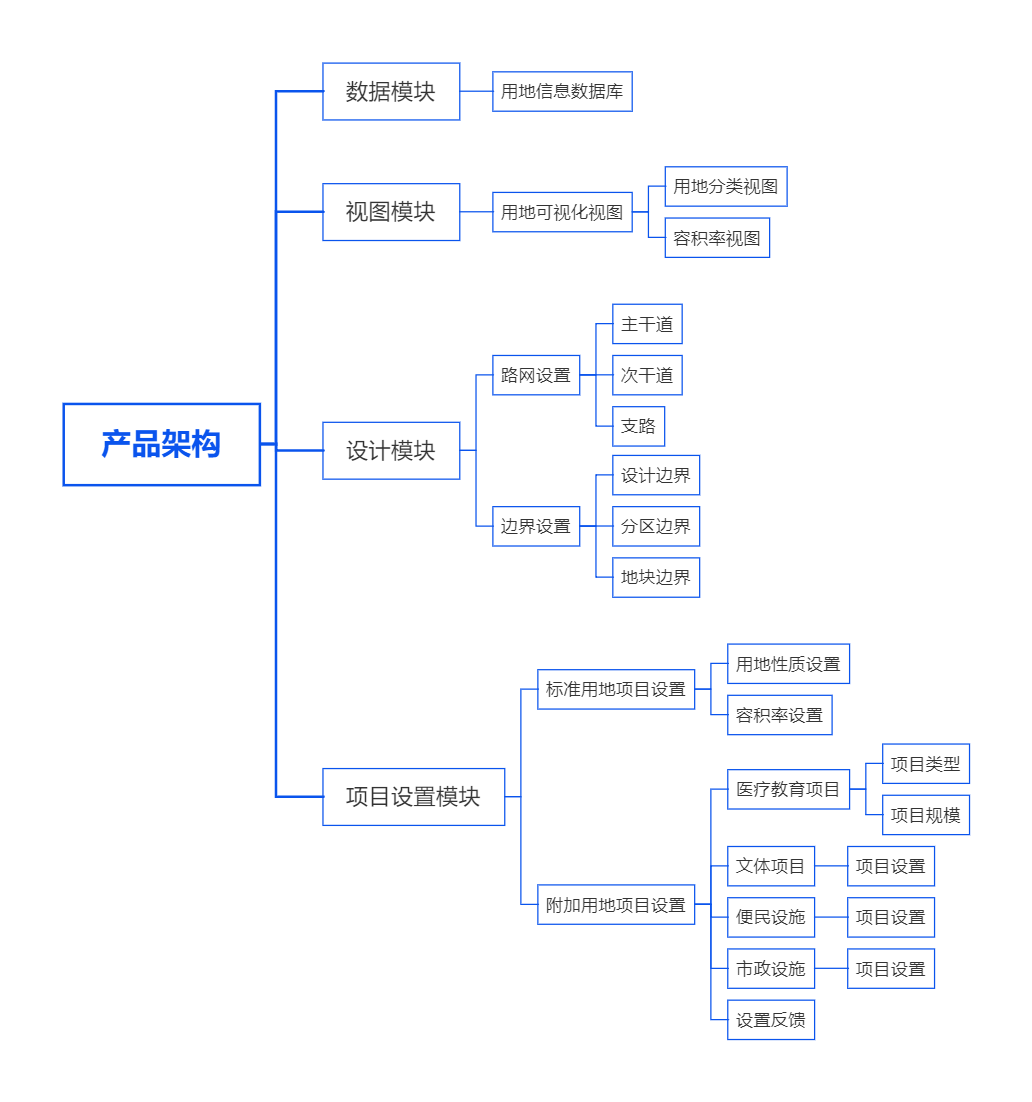 产品架构
数据模块
用地信息数据库
视图模块
用地可视化视图
用地分类视图
容积率视图
设计模块
路网设置
主干道
次干道
支路
边界设置
设计边界
分区边界
地块边界
项目设置模块
标准用地项目设置
用地性质设置
容积率设置
附加用地项目设置
医疗教育项目
项目类型
项目规模
文体项目
项目设置
便民设施
项目设置
市政设施
项目设置
设置反馈